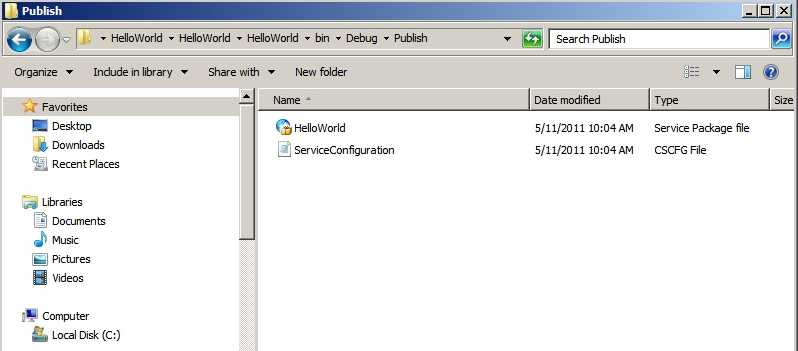 Publish
HelloWorld HelloWorld HelloWorld bin Debug Publish Search Publish
Organize Include in library Share with New folder
Favorites Name Date modified Type Size
Desktop HelloWorld 5/11/2011 10:04 AM Service Package file
Downloads ServiceConfiguration 5/11/2011 10:04 AM CSCFG File
Recent Places
Libraries
Documents
Music
Pictures
Videos
Computer
Local Disk (C:)